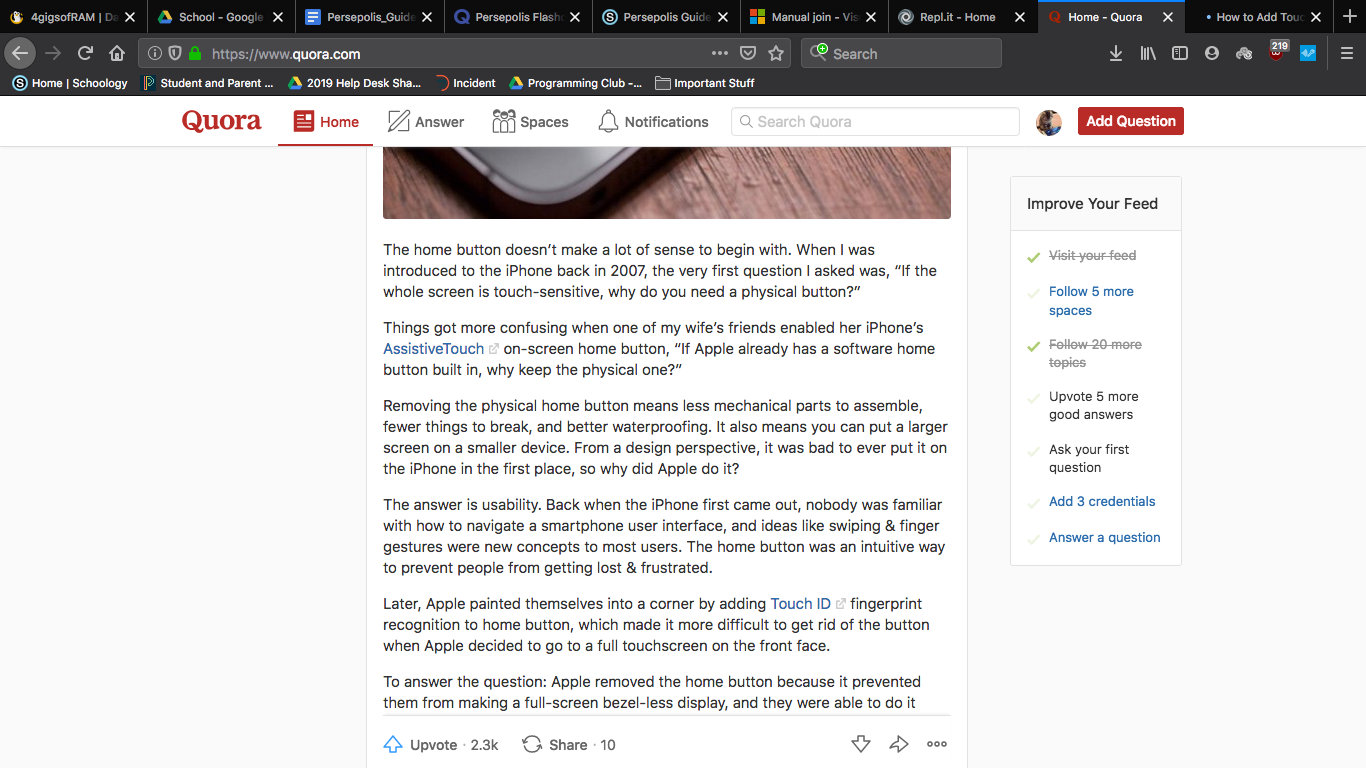 4gigsofRAM | Da
School - Google
Persepolis_Guide
Persepolis Flash
Persepolis Guide
Manual join - Vis
Repl.it - Home
Home - Quora
How to Add Touc
https://www.quora.com
Search
219
Home | Schoology
Student and Parent ...
2019 Help Desk Sha...
Incident
Programming Club -...
Important Stuff
Quora
Home
Answer
Spaces
Notifications
Search Quora
Add Question
The home button doesn’t make a lot of sense to begin with. When I was
introduced to the iPhone back in 2007, the very first question I asked was, “If the
whole screen is touch-sensitive, why do you need a physical button?”
Things got more confusing when one of my wife’s friends enabled her iPhone’s
AssistiveTouch on-screen home button, “If Apple already has a software home
button built in, why keep the physical one?”
Removing the physical home button means less mechanical parts to assemble,
fewer things to break, and better waterproofing. It also means you can put a larger
screen on a smaller device. From a design perspective, it was bad to ever put it on
the iPhone in the first place, so why did Apple do it?
The answer is usability. Back when the iPhone first came out, nobody was familiar
with how to navigate a smartphone user interface, and ideas like swiping & finger
gestures were new concepts to most users. The home button was an intuitive way
to prevent people from getting lost & frustrated.
Later, Apple painted themselves into a corner by adding Touch ID fingerprint
recognition to home button, which made it more difficult to get rid of the button
when Apple decided to go to a full touchscreen on the front face.
To answer the question: Apple removed the home button because it prevented
them from making a full-screen bezel-less display, and they were able to do it
Upvote · 2.3k
Share · 10
Improve Your Feed
Visit your feed
Follow 5 more
spaces
Follow 20 more
topics
Upvote 5 more
good answers
Ask your first
question
Add 3 credentials
Answer a question